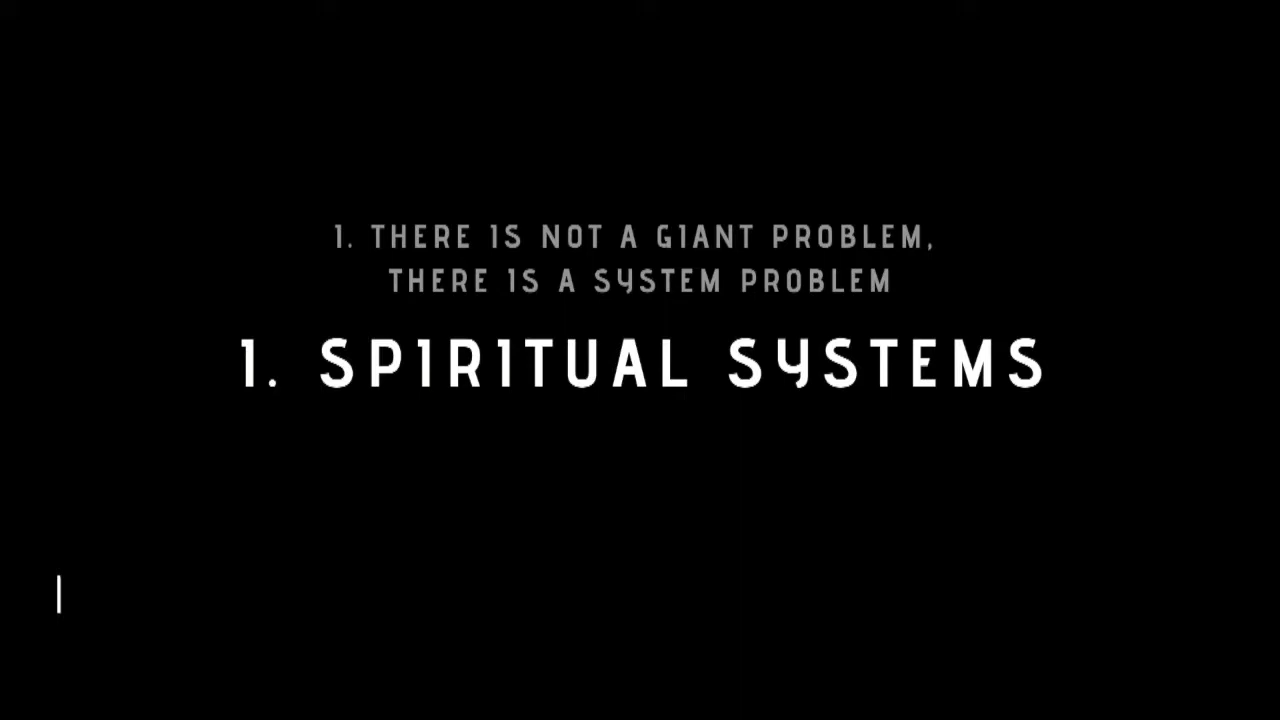 1. THERE IS NOT A GIANT PROBLEM,
THERE IS A SYSTEM PROBLEM
1. SPIRITUAL SYSTEMS